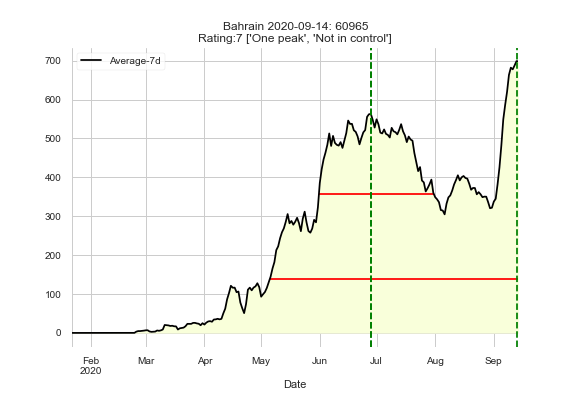 Bahrain 2020-09-14: 60965
Rating:7 ['One peak', 'Not in control']
Average-7d
700
600
500
400
300
200
100
0
Feb
2020
Mar
Apr
May
Jun
Jul
Aug
Sep
Date